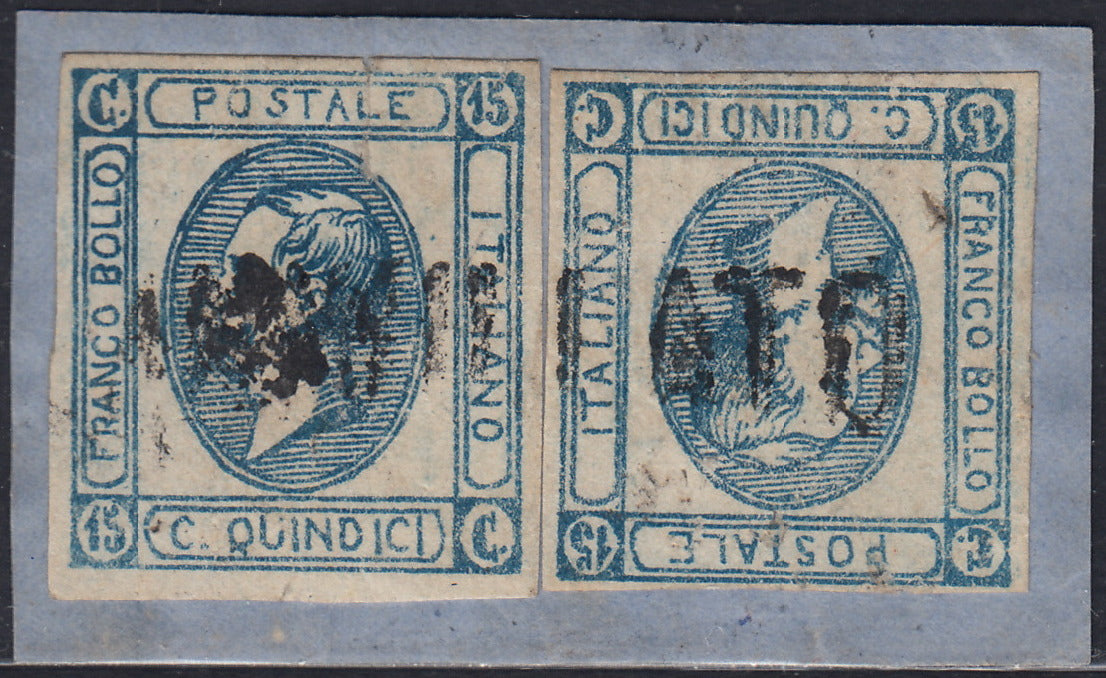 C. POSTALE 15
FRANCO BOLLO
ITALIANO
15 C. QUINDICI C.
C. POSTALE 15
FRANCO BOLLO
ITALIANO
15 C. QUINDICI C.